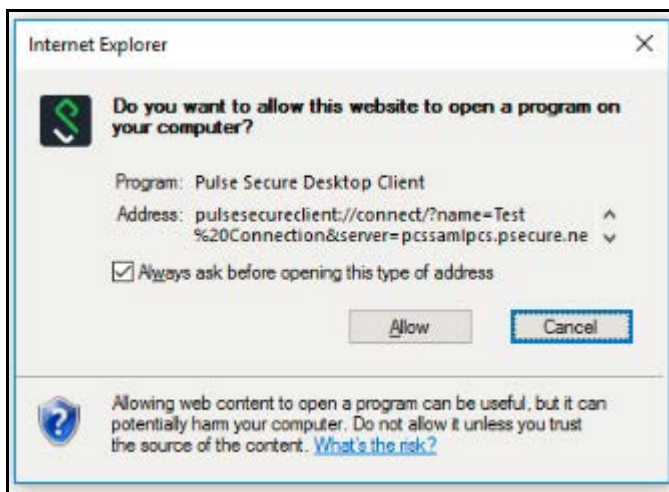 Internet Explorer
Do you want to allow this website to open a program on
your computer?
Program: Pulse Secure Desktop Client
Address: pulsesecureclient://connect/?name=Test
%20Connection&server=pcssamlpcs.psecure.ne
Always ask before opening this type of address
Allow
Cancel
Allowing web content to open a program can be useful, but it can
potentially harm your computer. Do not allow it unless you trust
the source of the content. What's the risk?